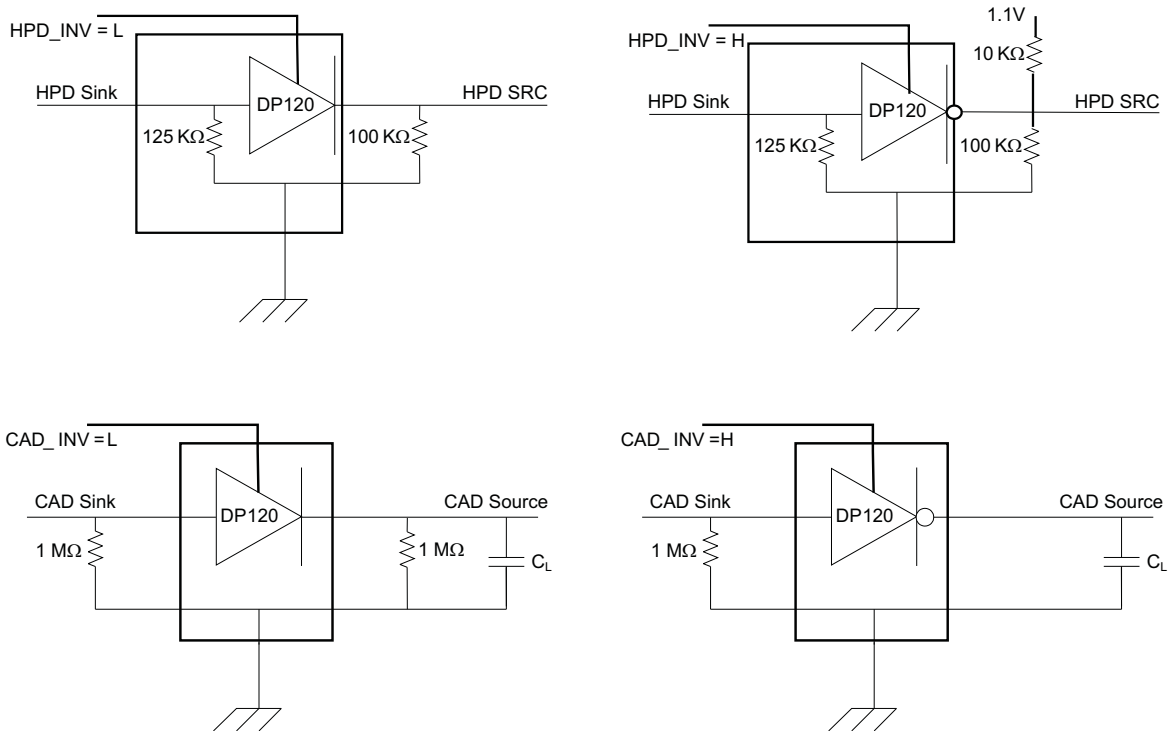 HPD_INV = L
HPD Sink
DP120
HPD SRC
125 KΩ
100 KΩ
1.1V
HPD_INV = H
10 KΩ
HPD Sink
DP120
HPD SRC
125 KΩ
100 KΩ
CAD_ INV = L
CAD Sink
DP120
CAD Source
1 MΩ
1 MΩ
CL
CAD_ INV =H
CAD Sink
DP120
CAD Source
1 MΩ
CL